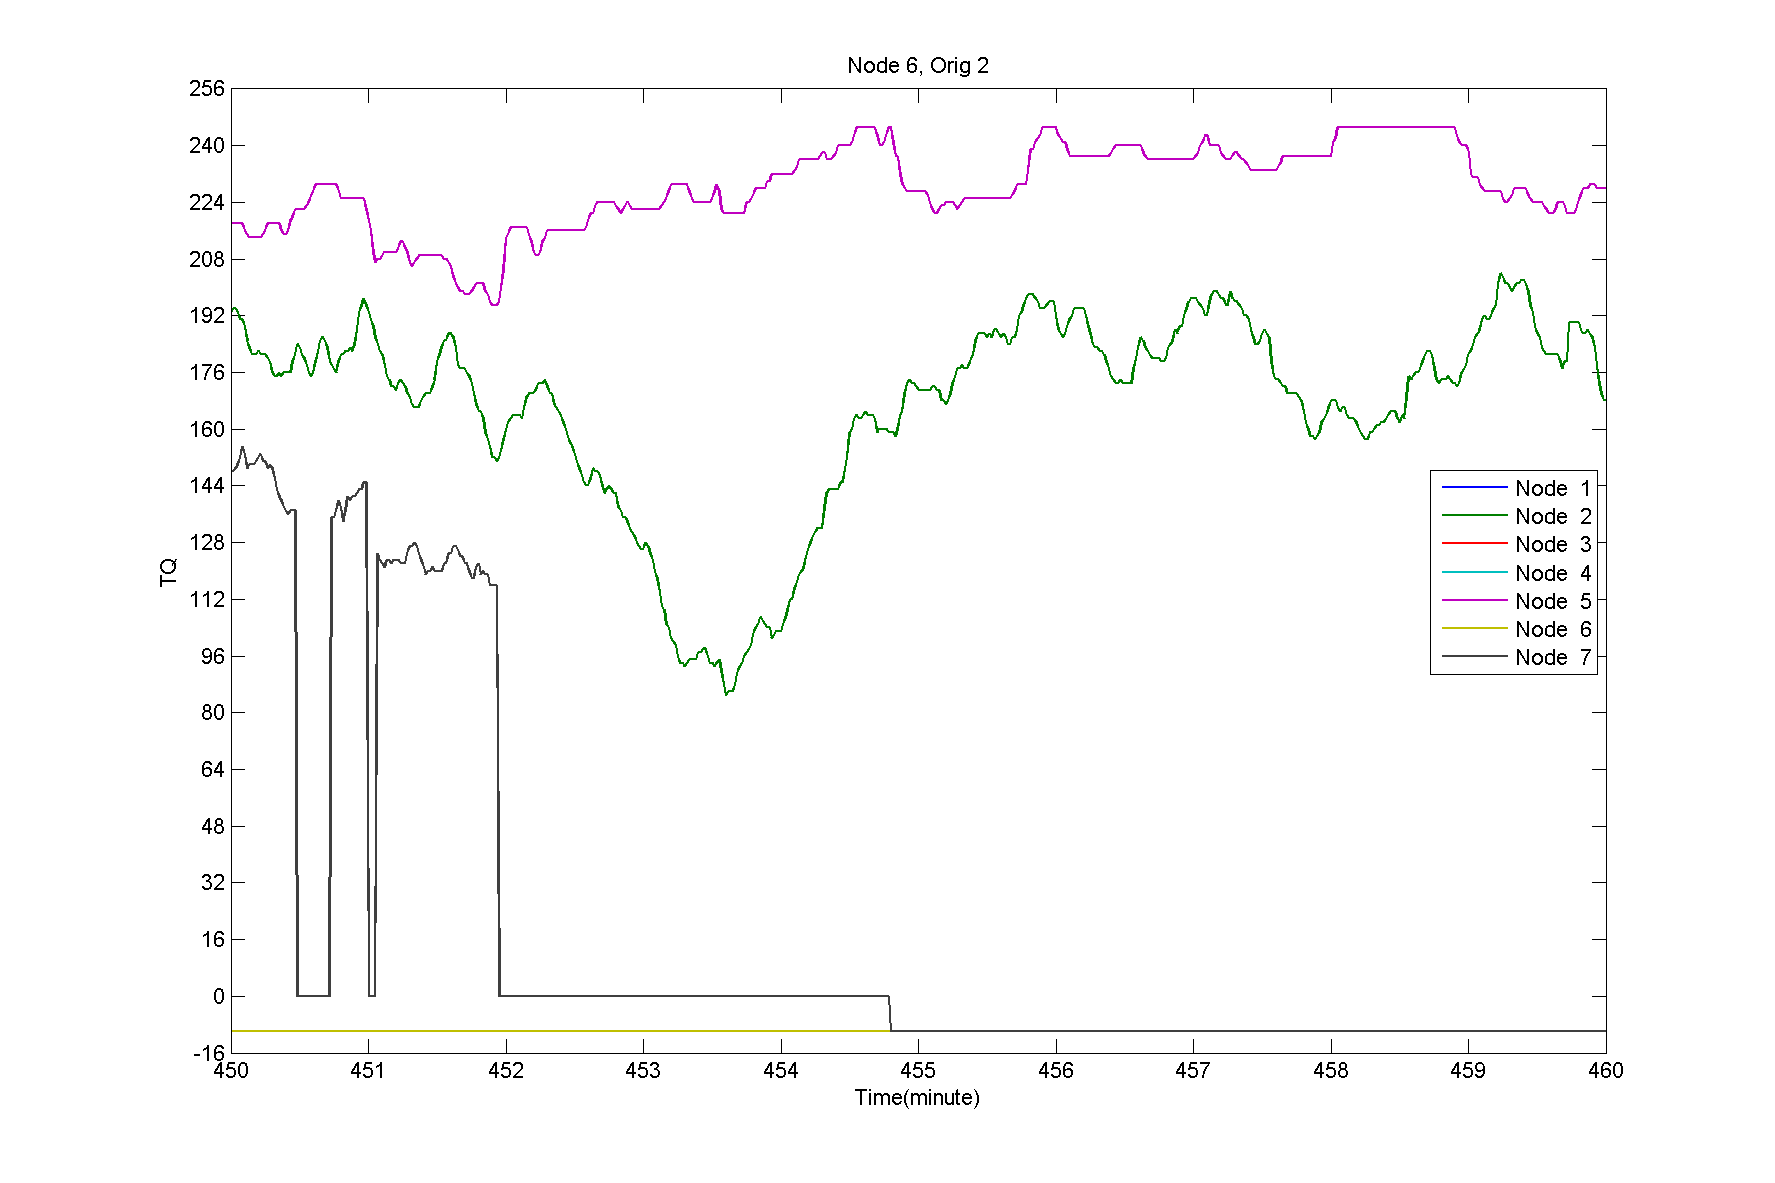 Node 6, Orig 2
256
240
224
208
192
176
160
144
128
112
96
80
64
48
32
16
0
-16
TQ
Node 1
Node 2
Node 3
Node 4
Node 5
Node 6
Node 7
450 451 452 453 454 455 456 457 458 459 460
Time(minute)